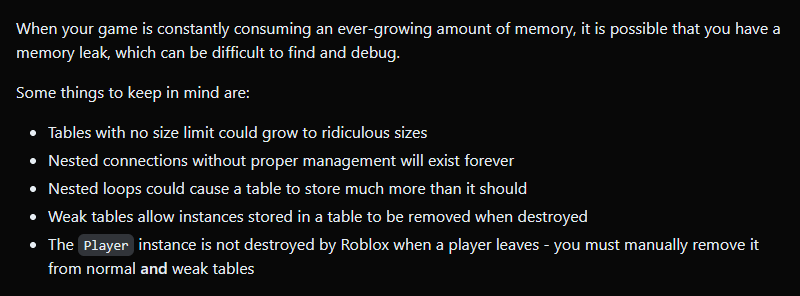 When your game is constantly consuming an ever-growing amount of memory, it is possible that you have a
memory leak, which can be difficult to find and debug.
Some things to keep in mind are:
• Tables with no size limit could grow to ridiculous sizes
• Nested connections without proper management will exist forever
• Nested loops could cause a table to store much more than it should
• Weak tables allow instances stored in a table to be removed when destroyed
• The Player instance is not destroyed by Roblox when a player leaves - you must manually remove it
from normal and weak tables